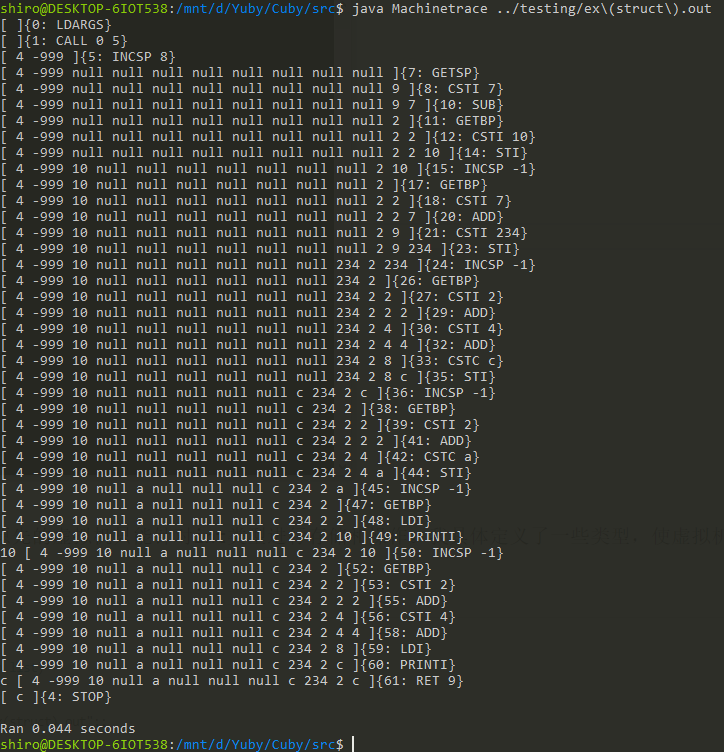 shiro@DESKTOP-6IOT538:/mnt/d/Yuby/Cuby/src$ java Machinetrace ../testing/ex\(struct\).out
[ ]{0: LDARGS}
[ ]{1: CALL 0 5}
[ 4 -999 ]{5: INCSP 8}
[ 4 -999 null null null null null null null null ]{7: GETSP}
[ 4 -999 null null null null null null null null 9 ]{8: CSTI 7}
[ 4 -999 null null null null null null null null 9 7 ]{10: SUB}
[ 4 -999 null null null null null null null null 2 ]{11: GETBP}
[ 4 -999 null null null null null null null null 2 2 ]{12: CSTI 10}
[ 4 -999 null null null null null null null null 2 2 10 ]{14: STI}
[ 4 -999 10 null null null null null null null 2 10 ]{15: INCSP -1}
[ 4 -999 10 null null null null null null null 2 ]{17: GETBP}
[ 4 -999 10 null null null null null null null 2 2 ]{18: CSTI 7}
[ 4 -999 10 null null null null null null null 2 2 7 ]{20: ADD}
[ 4 -999 10 null null null null null null null 2 9 ]{21: CSTI 234}
[ 4 -999 10 null null null null null null null 2 9 234 ]{23: STI}
[ 4 -999 10 null null null null null null 234 2 234 ]{24: INCSP -1}
[ 4 -999 10 null null null null null null 234 2 ]{26: GETBP}
[ 4 -999 10 null null null null null null 234 2 2 ]{27: CSTI 2}
[ 4 -999 10 null null null null null null 234 2 2 2 ]{29: ADD}
[ 4 -999 10 null null null null null null 234 2 4 ]{30: CSTI 4}
[ 4 -999 10 null null null null null null 234 2 4 4 ]{32: ADD}
[ 4 -999 10 null null null null null null 234 2 8 ]{33: CSTC c}
[ 4 -999 10 null null null null null null 234 2 8 c ]{35: STI}
[ 4 -999 10 null null null null null c 234 2 c ]{36: INCSP -1}
[ 4 -999 10 null null null null null c 234 2 ]{38: GETBP}
[ 4 -999 10 null null null null null c 234 2 2 ]{39: CSTI 2}
[ 4 -999 10 null null null null null c 234 2 2 2 ]{41: ADD}
[ 4 -999 10 null null null null null c 234 2 4 ]{42: CSTC a}
[ 4 -999 10 null null null null null c 234 2 4 a ]{44: STI}
[ 4 -999 10 null a null null null c 234 2 a ]{45: INCSP -1}
[ 4 -999 10 null a null null null c 234 2 ]{47: GETBP}
[ 4 -999 10 null a null null null c 234 2 2 ]{48: LDI}
[ 4 -999 10 null a null null null c 234 2 10 ]{49: PRINTI}
10 [ 4 -999 10 null a null null null c 234 2 10 ]{50: INCSP -1}
[ 4 -999 10 null a null null null c 234 2 ]{52: GETBP}
[ 4 -999 10 null a null null null c 234 2 2 ]{53: CSTI 2}
[ 4 -999 10 null a null null null c 234 2 2 2 ]{55: ADD}
[ 4 -999 10 null a null null null c 234 2 4 ]{56: CSTI 4}
[ 4 -999 10 null a null null null c 234 2 4 4 ]{58: ADD}
[ 4 -999 10 null a null null null c 234 2 8 ]{59: LDI}
[ 4 -999 10 null a null null null c 234 2 c ]{60: PRINTI}
c [ 4 -999 10 null a null null null c 234 2 c ]{61: RET 9}
[ c ]{4: STOP}
Ran 0.044 seconds
shiro@DESKTOP-6IOT538:/mnt/d/Yuby/Cuby/src$